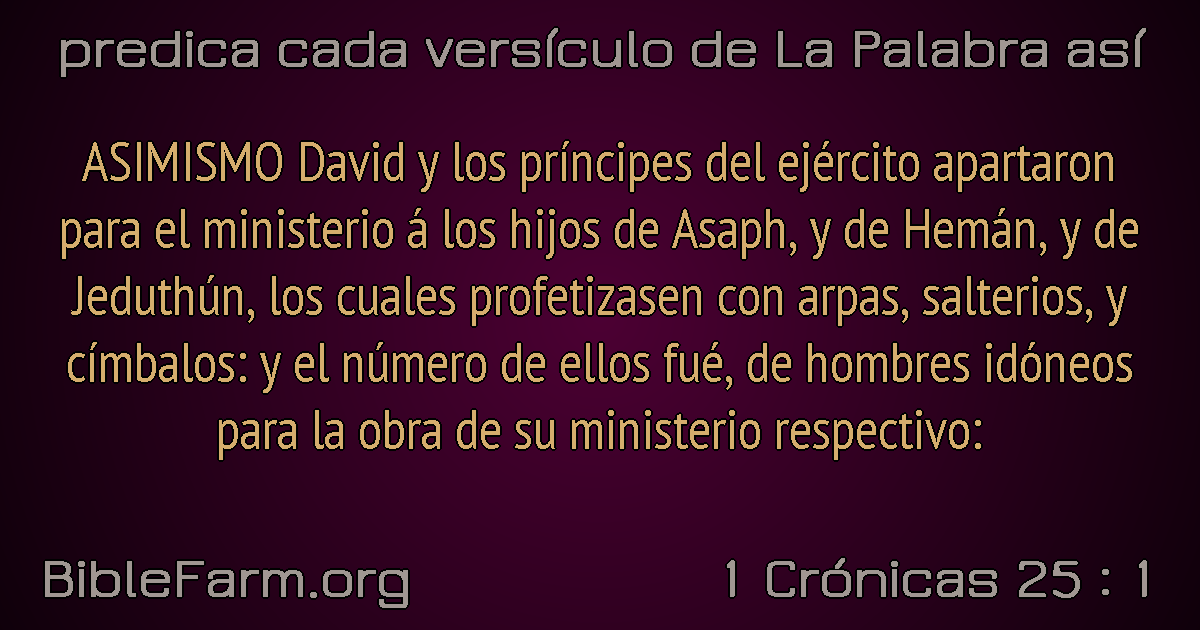 predica cada versículo de La Palabra así
ASIMISMO David y los príncipes del ejército apartaron
para el ministerio á los hijos de Asaph, y de Hemán, y de
Jeduthún, los cuales profetizasen con arpas, salterios, y
címbalos: y el número de ellos fué, de hombres idóneos
para la obra de su ministerio respectivo:
BibleFarm.org
1 Crónicas 25 : 1